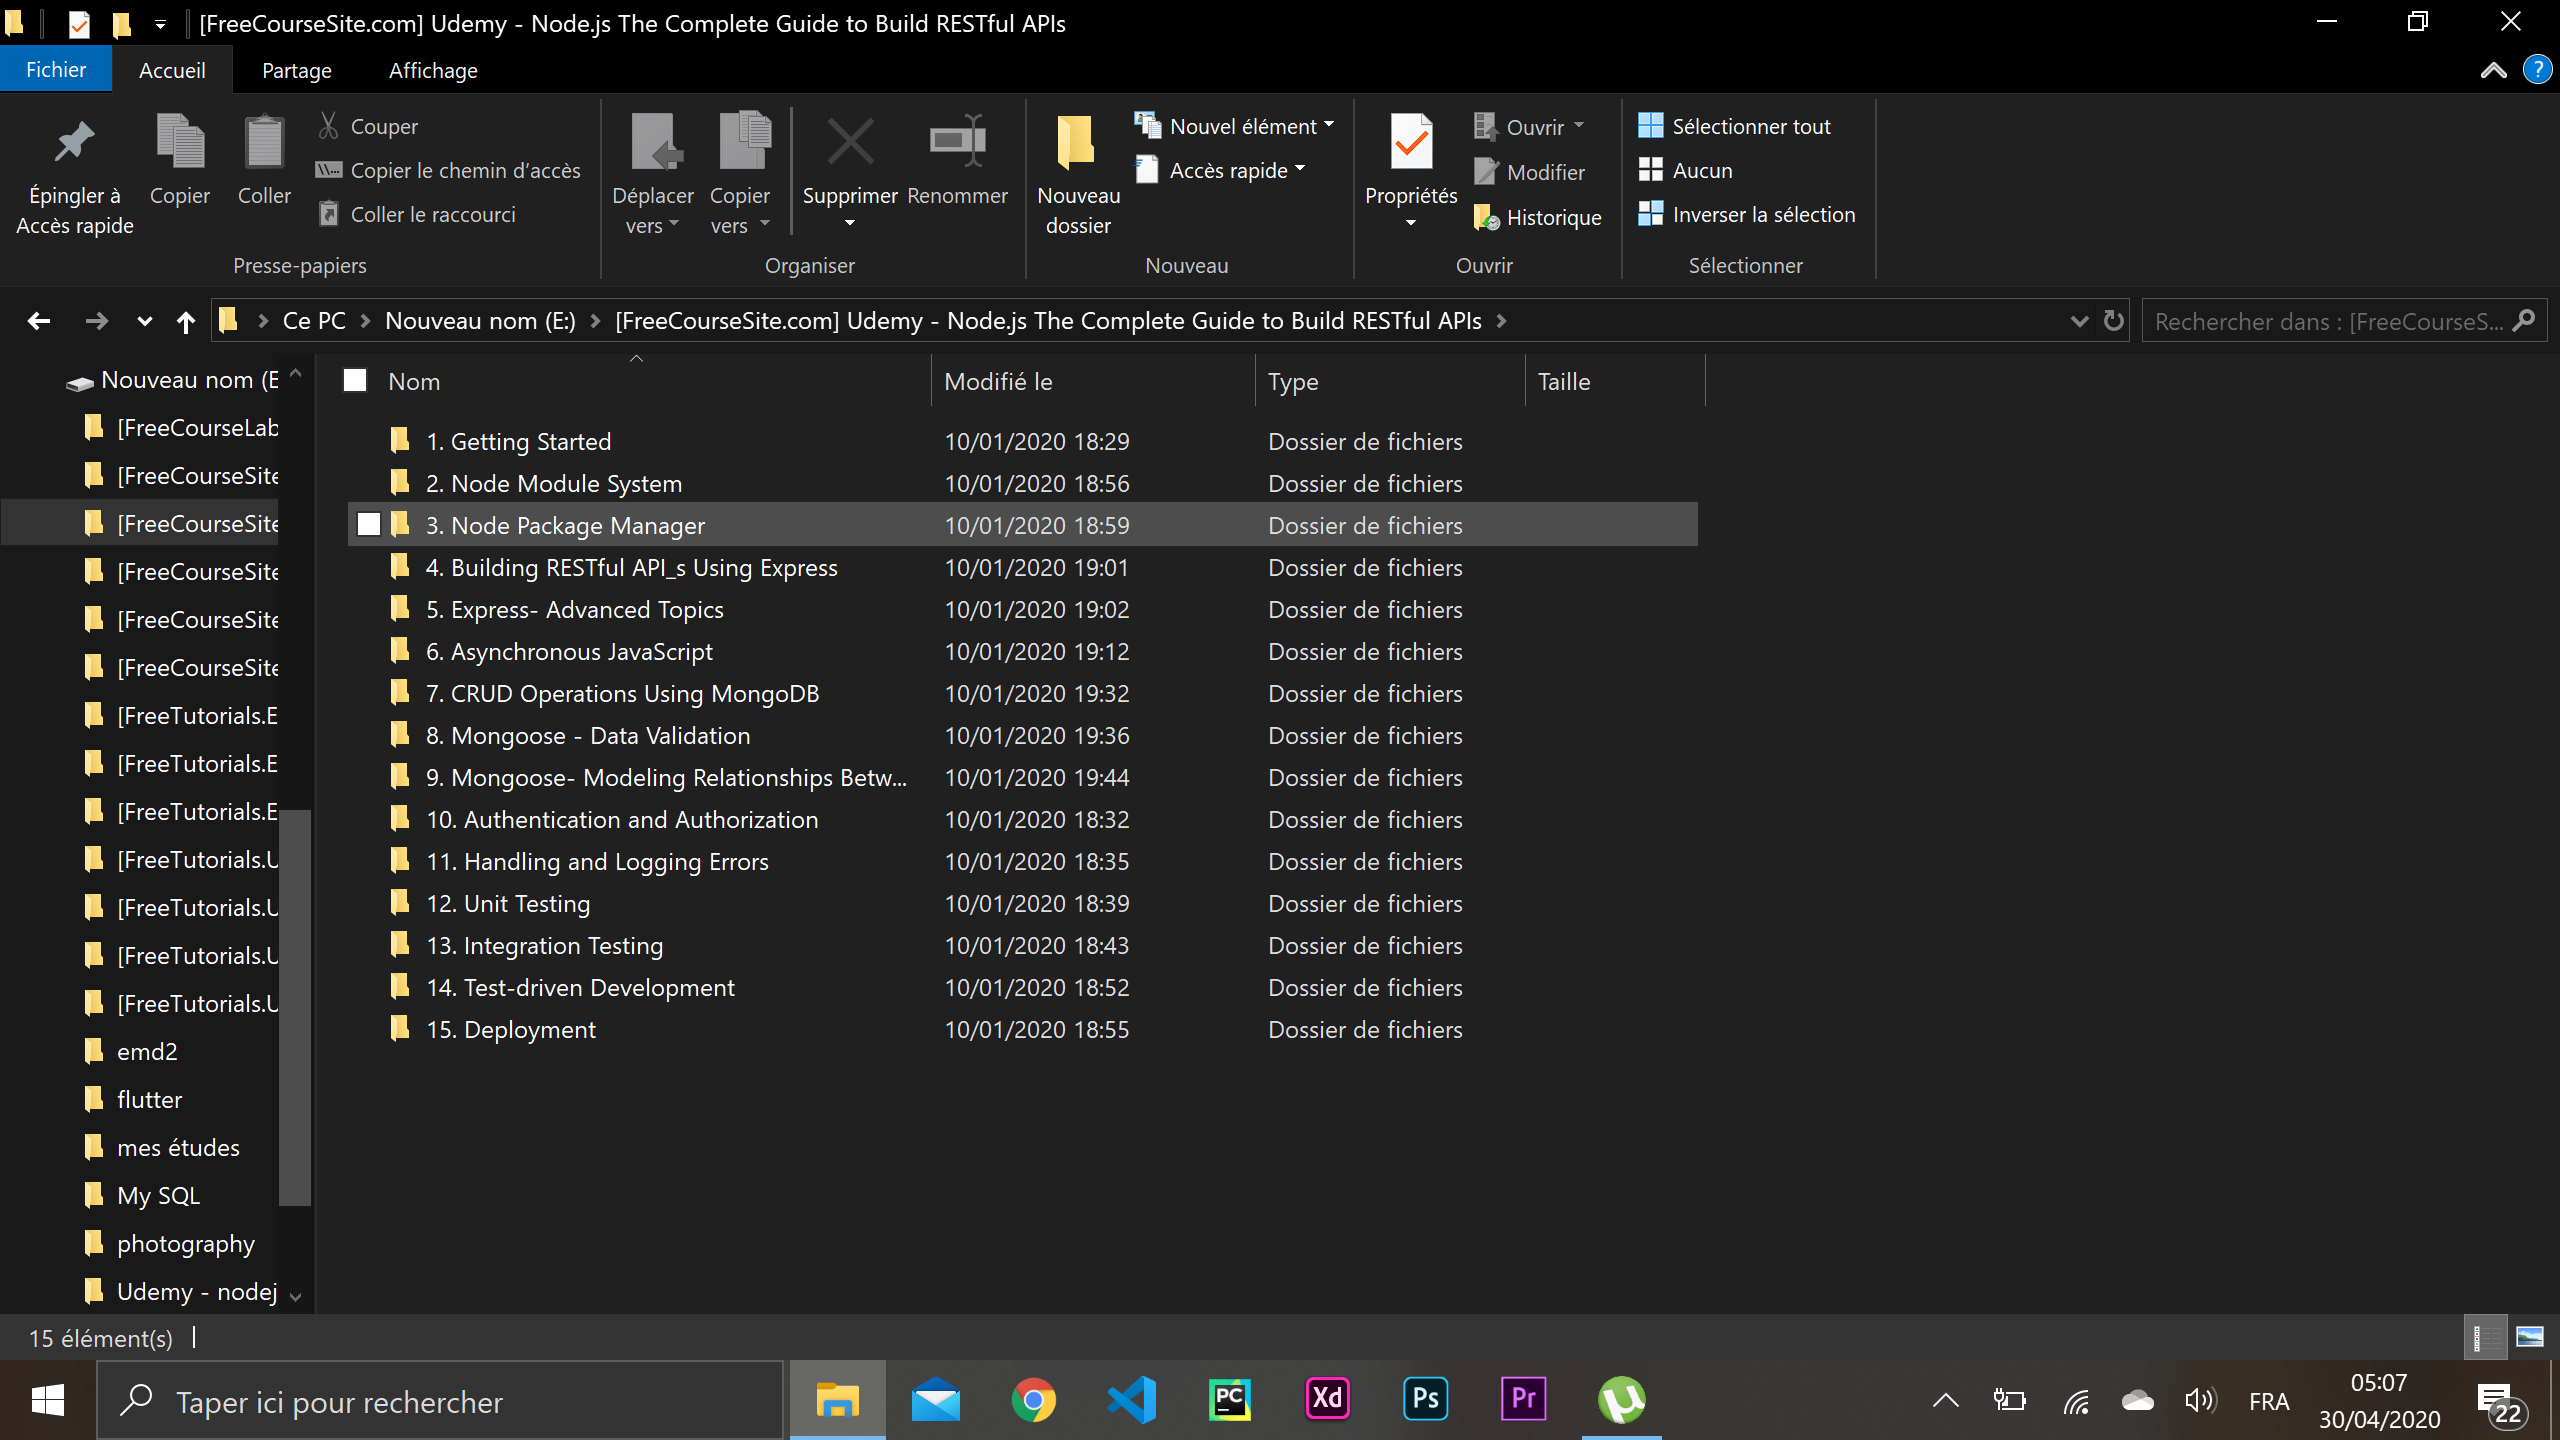 [FreeCourseSite.com] Udemy - Node.js The Complete Guide to Build RESTful APIs
Fichier
Accueil
Partage
Affichage
?
Épingler à
Accès rapide
Copier
Coller
Couper
Copier le chemin d'accès
Coller le raccourci
Presse-papiers
Déplacer
vers
Copier
vers
Supprimer
Renommer
Organiser
Nouveau
dossier
Nouvel élément
Accès rapide
Nouveau
Propriétés
Ouvrir
Modifier
Historique
Ouvrir
Sélectionner tout
Aucun
Inverser la sélection
Sélectionner
Ce PC
Nouveau nom (E:)
[FreeCourseSite.com] Udemy - Node.js The Complete Guide to Build RESTful APIs
Rechercher dans : [FreeCourseS...
Nouveau nom (E
[FreeCourseLab
[FreeCourseSite
[FreeCourseSite
[FreeCourseSite
[FreeCourseSite
[FreeCourseSite
[FreeTutorials.E
[FreeTutorials.E
[FreeTutorials.E
[FreeTutorials.U
[FreeTutorials.U
[FreeTutorials.U
[FreeTutorials.U
emd2
flutter
mes études
My SQL
photography
Udemy - nodej
Nom Modifié le Type Taille
1. Getting Started 10/01/2020 18:29 Dossier de fichiers
2. Node Module System 10/01/2020 18:56 Dossier de fichiers
3. Node Package Manager 10/01/2020 18:59 Dossier de fichiers
4. Building RESTful API_s Using Express 10/01/2020 19:01 Dossier de fichiers
5. Express- Advanced Topics 10/01/2020 19:02 Dossier de fichiers
6. Asynchronous JavaScript 10/01/2020 19:12 Dossier de fichiers
7. CRUD Operations Using MongoDB 10/01/2020 19:32 Dossier de fichiers
8. Mongoose - Data Validation 10/01/2020 19:36 Dossier de fichiers
9. Mongoose- Modeling Relationships Betw... 10/01/2020 19:44 Dossier de fichiers
10. Authentication and Authorization 10/01/2020 18:32 Dossier de fichiers
11. Handling and Logging Errors 10/01/2020 18:35 Dossier de fichiers
12. Unit Testing 10/01/2020 18:39 Dossier de fichiers
13. Integration Testing 10/01/2020 18:43 Dossier de fichiers
14. Test-driven Development 10/01/2020 18:52 Dossier de fichiers
15. Deployment 10/01/2020 18:55 Dossier de fichiers
15 élément(s)
Taper ici pour rechercher
PC
Xd
Ps
Pr
µ
FRA
05:07
30/04/2020
22